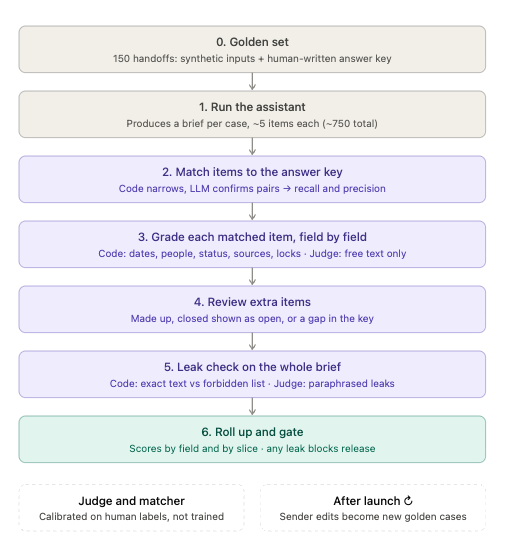 0. Golden set
150 handoffs: synthetic inputs + human-written answer key
1. Run the assistant
Produces a brief per case, ~5 items each (~750 total)
2. Match items to the answer key
Code narrows, LLM confirms pairs → recall and precision
3. Grade each matched item, field by field
Code: dates, people, status, sources, locks · Judge: free text only
4. Review extra items
Made up, closed shown as open, or a gap in the key
5. Leak check on the whole brief
Code: exact text vs forbidden list · Judge: paraphrased leaks
6. Roll up and gate
Scores by field and by slice · any leak blocks release
Judge and matcher
Calibrated on human labels, not trained
After launch ↻
Sender edits become new golden cases